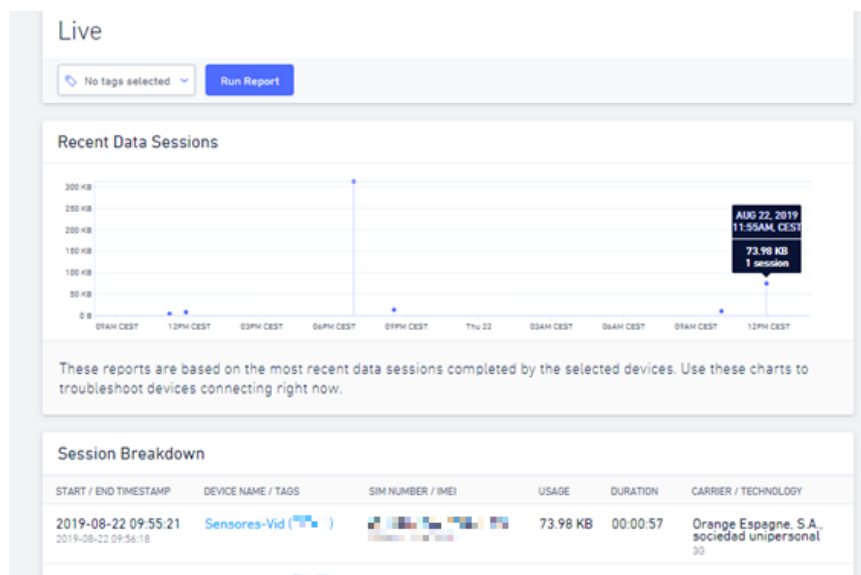 Live
No tags selected
Run Report
Recent Data Sessions
300 KB
250 KB
200 KB
150 KB
100 KB
50 KB
0 B
09AM CEST 12PM CEST 03PM CEST 06PM CEST 09PM CEST Thu 22 03AM CEST 06AM CEST 09AM CEST 12PM CEST
AUG 22, 2019
11:55AM, CEST
73.98 KB
1 session
These reports are based on the most recent data sessions completed by the selected devices. Use these charts to
troubleshoot devices connecting right now.
Session Breakdown
START / END TIMESTAMP DEVICE NAME / TAGS SIM NUMBER / IMEI USAGE DURATION CARRIER / TECHNOLOGY
2019-08-22 09:55:21 Sensores-Vid ( ) 73.98 KB 00:00:57 Orange Espagne, S.A.,
2019-08-22 09:56:18 sociedad unipersonal
3G